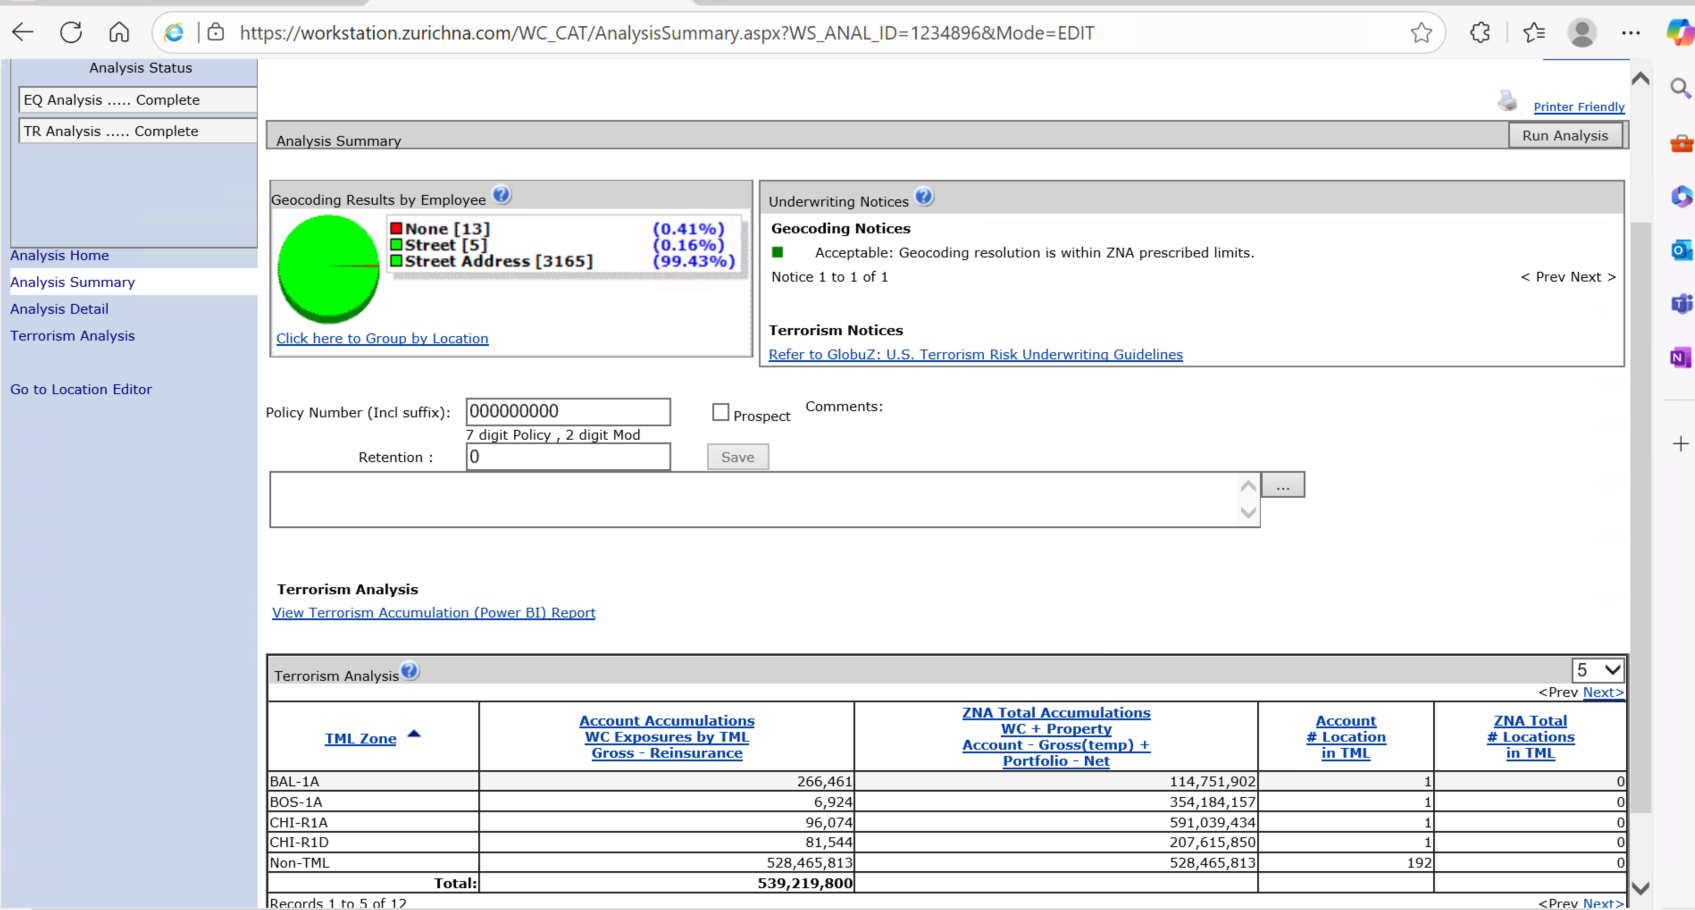 https://workstation.zurichna.com/WC_CAT/AnalysisSummary.aspx?WS_ANAL_ID=1234896&Mode=EDIT
Analysis Status
EQ Analysis ..... Complete
TR Analysis ..... Complete
Analysis Home
Analysis Summary
Analysis Detail
Terrorism Analysis
Go to Location Editor
Printer Friendly
Analysis Summary
Run Analysis
Geocoding Results by Employee
None [13] (0.41%)
Street [5] (0.16%)
Street Address [3165] (99.43%)
Click here to Group by Location
Underwriting Notices
Geocoding Notices
Acceptable: Geocoding resolution is within ZNA prescribed limits.
Notice 1 to 1 of 1
< Prev Next >
Terrorism Notices
Refer to GlobuZ: U.S. Terrorism Risk Underwriting Guidelines
Policy Number (Incl suffix): 000000000
Prospect
Comments:
7 digit Policy , 2 digit Mod
Retention : 0
Save
...
Terrorism Analysis
View Terrorism Accumulation (Power BI) Report
Terrorism Analysis
5
<Prev Next>
TML Zone
Account Accumulations
WC Exposures by TML
Gross - Reinsurance
ZNA Total Accumulations
WC + Property
Account - Gross(temp) +
Portfolio - Net
Account
# Location
in TML
ZNA Total
# Locations
in TML
BAL-1A 266,461 114,751,902 1 0
BOS-1A 6,924 354,184,157 1 0
CHI-R1A 96,074 591,039,434 1 0
CHI-R1D 81,544 207,615,850 1 0
Non-TML 528,465,813 528,465,813 192 0
Total: 539,219,800
Records 1 to 5 of 12
<Prev Next>